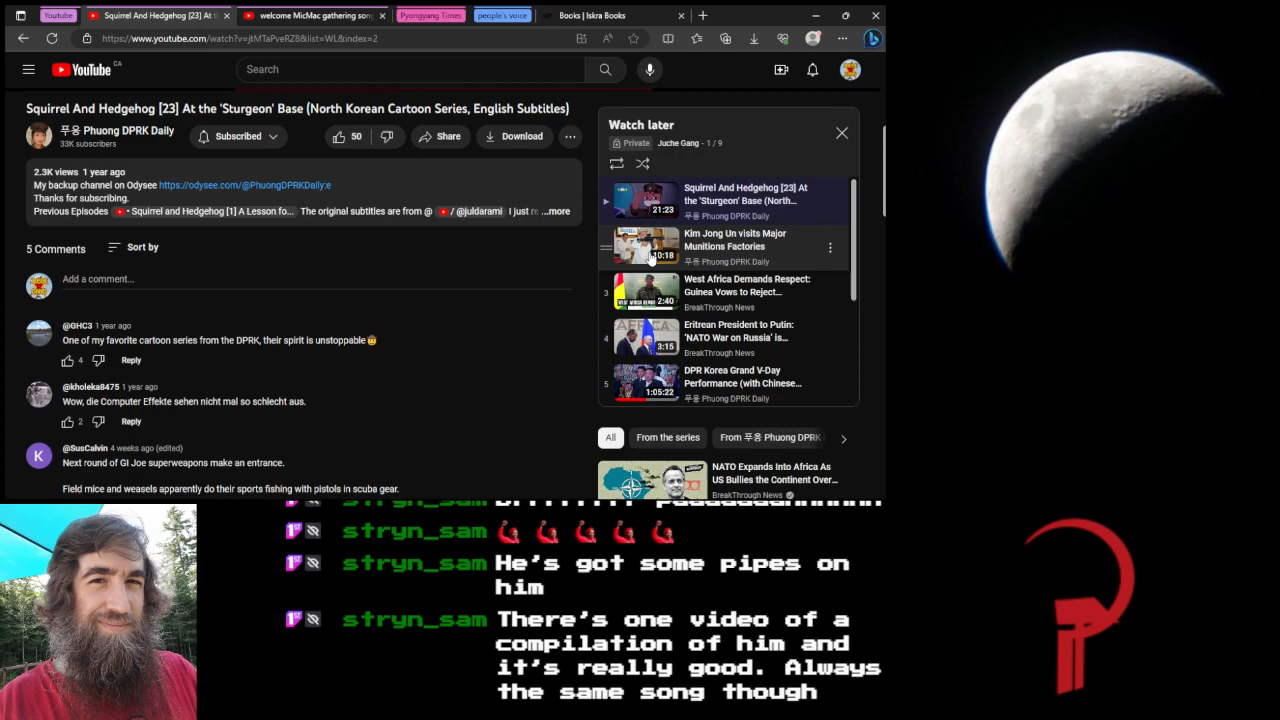 Youtube
Squirrel And Hedgehog [23] At th
welcome MicMac gathering song
Pyongyang Times
people's voice
Books | Iskra Books
https://www.youtube.com/watch?v=jtMTaPveRZ8&list=WL&index=2
YouTube CA
Search
Squirrel And Hedgehog [23] At the 'Sturgeon' Base (North Korean Cartoon Series, English Subtitles)
푸옹 Phuong DPRK Daily
33K subscribers
Subscribed
50
Share
Download
2.3K views 1 year ago
My backup channel on Odysee https://odysee.com/@PhuongDPRKDaily:e
Thanks for subscribing.
Previous Episodes • Squirrel and Hedgehog [1] A Lesson fo... The original subtitles are from @ / @juldarami I just re ...more
5 Comments
Sort by
Add a comment...
@GHC3 1 year ago
One of my favorite cartoon series from the DPRK, their spirit is unstoppable
4
Reply
@kholeka8475 1 year ago
Wow, die Computer Effekte sehen nicht mal so schlecht aus.
2
Reply
K
@SusCalvin 4 weeks ago (edited)
Next round of GI Joe superweapons make an entrance.
Field mice and weasels apparently do their sports fishing with pistols in scuba gear.
Watch later
Private Juche Gang - 1 / 9
21:23
Squirrel And Hedgehog [23] At
the 'Sturgeon' Base (North...
푸옹 Phuong DPRK Daily
10:18
Kim Jong Un visits Major
Munitions Factories
푸옹 Phuong DPRK Daily
3
2:40
West Africa Demands Respect:
Guinea Vows to Reject...
BreakThrough News
4
AFRICA
3:15
Eritrean President to Putin:
'NATO War on Russia' is...
BreakThrough News
5
1:05:22
DPR Korea Grand V-Day
Performance (with Chinese...
푸옹 Phuong DPRK Daily
All
From the series
From 푸옹 Phuong DPRK
NATO Expands Into Africa As
US Bullies the Continent Over...
BreakThrough News
1ST stryn_sam
1ST stryn_sam
1ST stryn_sam He's got some pipes on
him
1ST stryn_sam There's one video of a
compilation of him and
it's really good. Always
the same song though